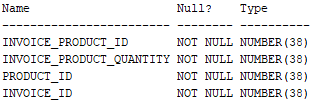 Name Null? Type
----------------------- -------- ----------
INVOICE_PRODUCT_ID NOT NULL NUMBER(38)
INVOICE_PRODUCT_QUANTITY NOT NULL NUMBER(38)
PRODUCT_ID NOT NULL NUMBER(38)
INVOICE_ID NOT NULL NUMBER(38)